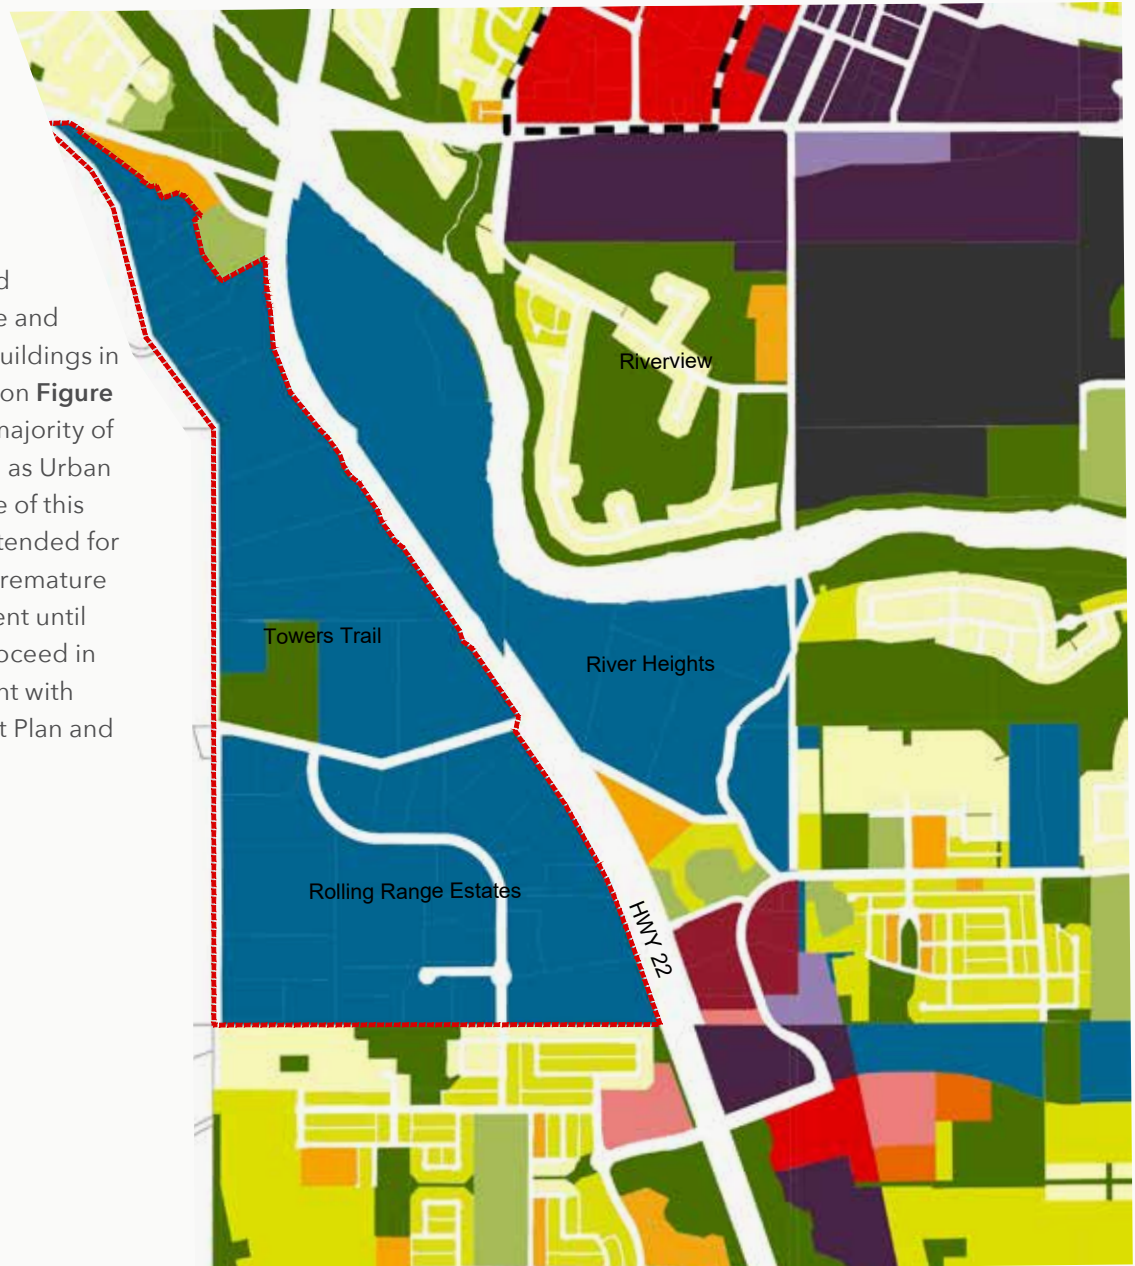 d
e and
uildings in
on Figure
majority of
as Urban
e of this
tended for
remature
ent until
oceed in
nt with
t Plan and
Riverview
Towers Trail
River Heights
Rolling Range Estates
HWY 22